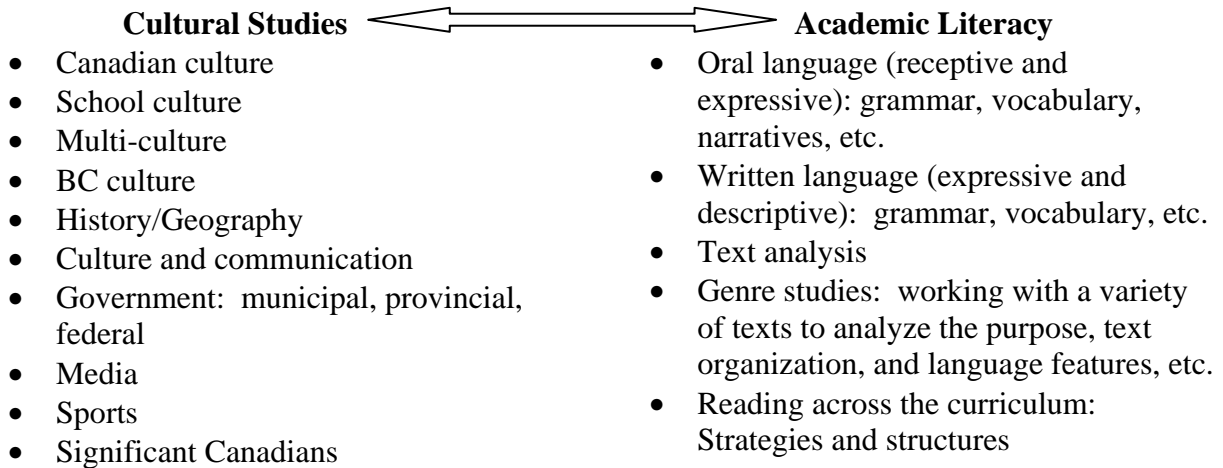 Cultural Studies
• Canadian culture
• School culture
• Multi-culture
• BC culture
• History/Geography
• Culture and communication
• Government:  municipal, provincial,
federal
• Media
• Sports
• Significant Canadians
Academic Literacy
• Oral language (receptive and
expressive): grammar, vocabulary,
narratives, etc.
• Written language (expressive and
descriptive):  grammar, vocabulary, etc.
• Text analysis
• Genre studies:  working with a variety
of texts to analyze the purpose, text
organization, and language features, etc.
• Reading across the curriculum:
Strategies and structures